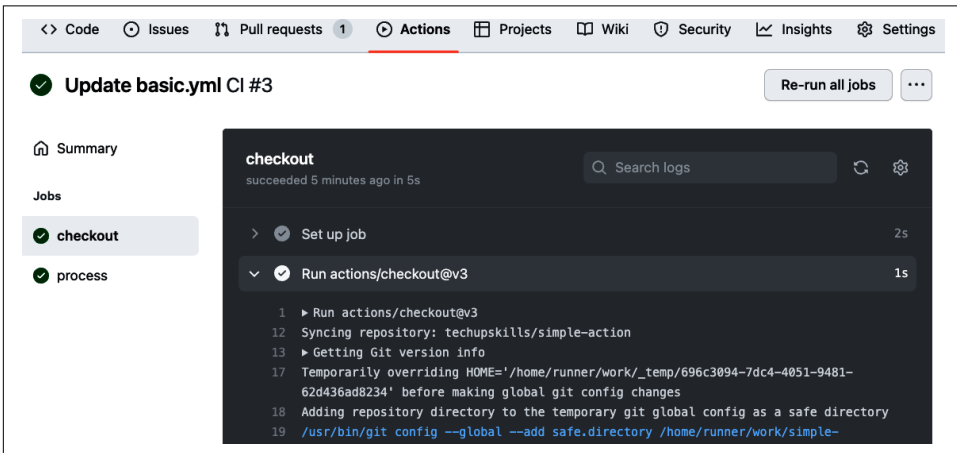 <> Code Issues Pull requests 1 Actions Projects Wiki Security Insights Settings
Update basic.yml CI #3 Re-run all jobs ...
Summary
Jobs
checkout
process
checkout
succeeded 5 minutes ago in 5s
Search logs
Set up job 2s
Run actions/checkout@v3 1s
1 ▶ Run actions/checkout@v3
12 Syncing repository: techupskills/simple-action
13 ▶ Getting Git version info
17 Temporarily overriding HOME='/home/runner/work/_temp/696c3094-7dc4-4051-9481-
62d436ad8234' before making global git config changes
18 Adding repository directory to the temporary git global config as a safe directory
19 /usr/bin/git config --global --add safe.directory /home/runner/work/simple-